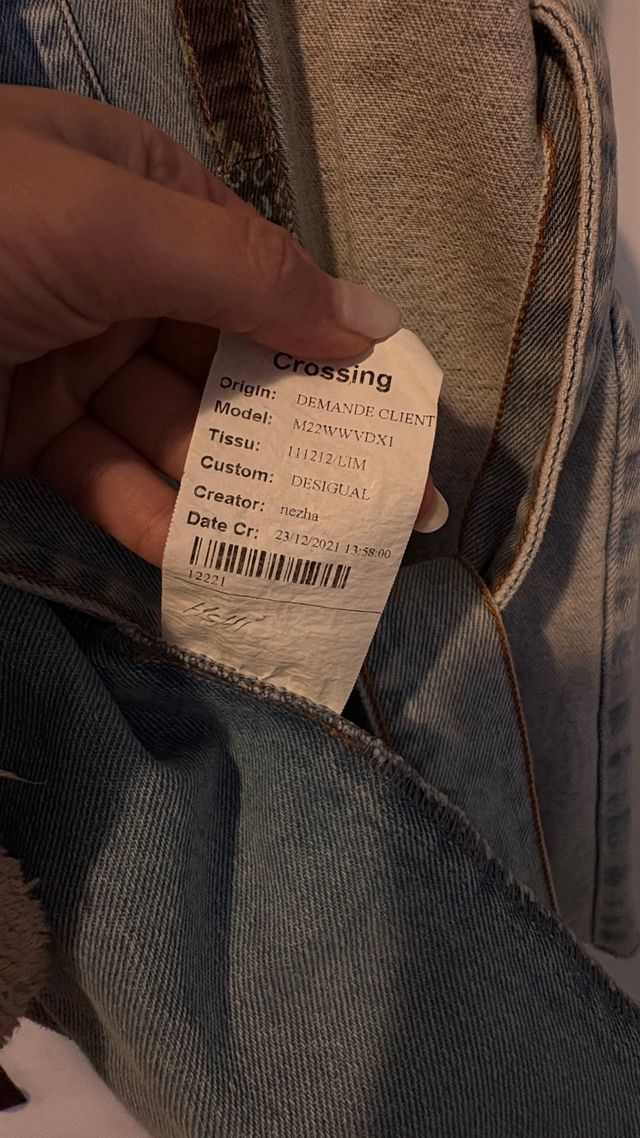 Crossing
Origin: DEMANDE CLIENT
Model: M22WWVDX1
Tissu: 111212/LIM
Custom: DESIGUAL
Creator: nezha
Date Cr: 23/12/2021 13:58:00
12221